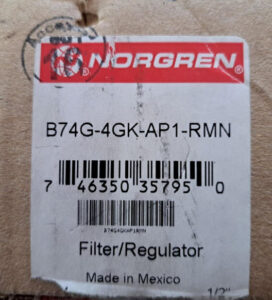 NORGREN
B74G-4GK-AP1-RMN
7 46350 35795 0
B74G4GKAP1RMN
Filter/Regulator
Made in Mexico
1/2"